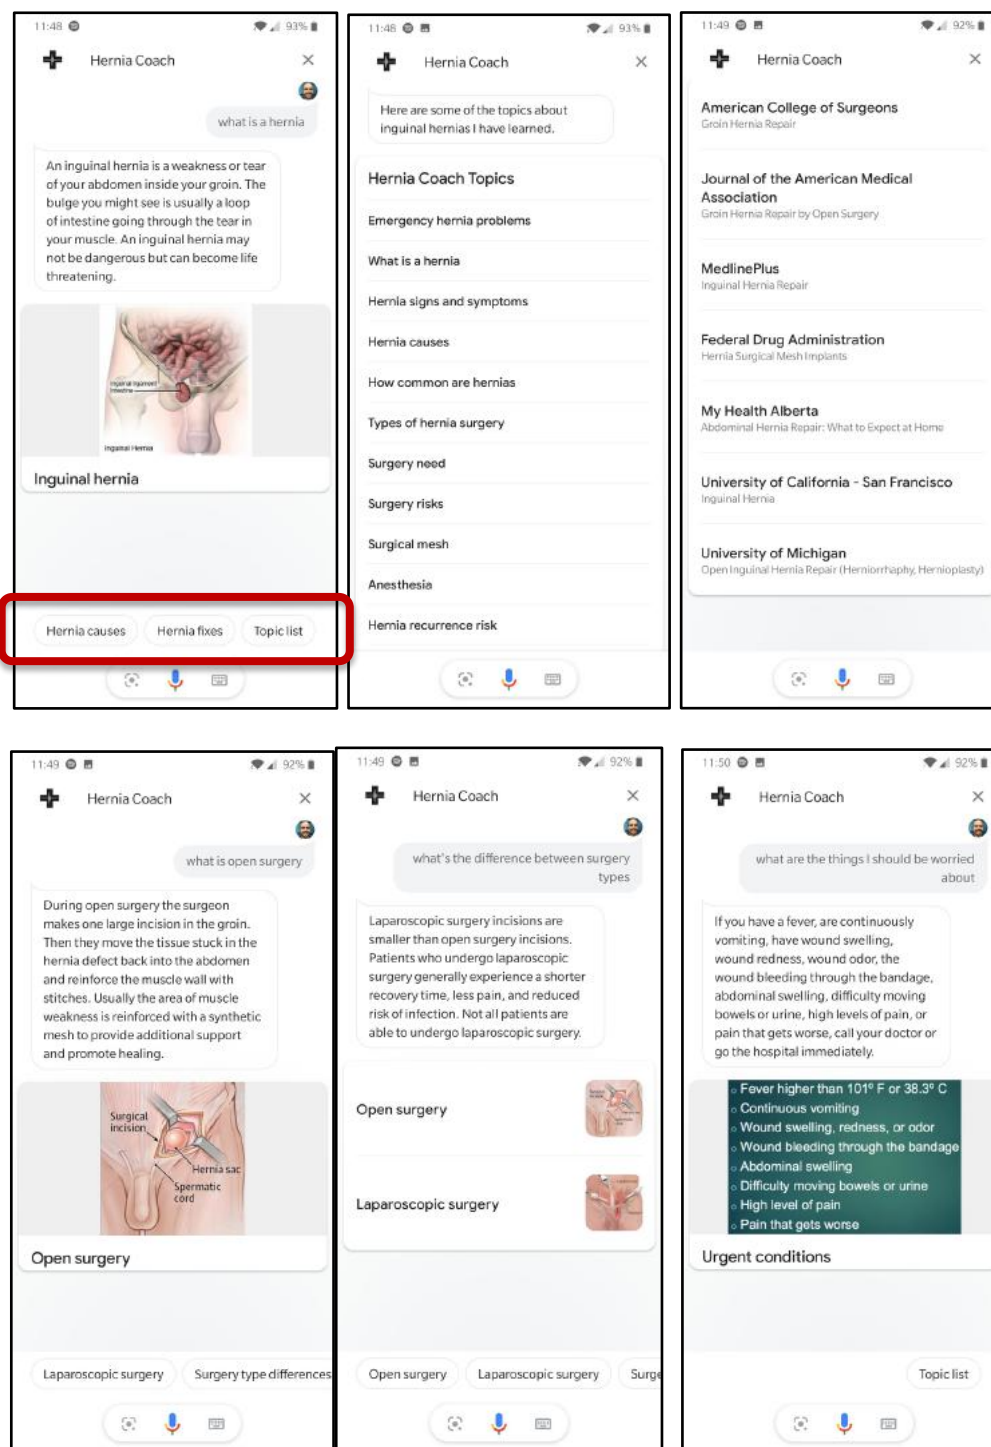 11:48
93%
Hernia Coach
what is a hernia
An inguinal hernia is a weakness or tear
of your abdomen inside your groin. The
bulge you might see is usually a loop
of intestine going through the tear in
your muscle. An inguinal hernia may
not be dangerous but can become life
threatening.
Inguinal ligament
Intestine
Inguinal Hernia
Inguinal hernia
Hernia causes
Hernia fixes
Topic list
11:48
93%
Hernia Coach
Here are some of the topics about
inguinal hernias I have learned.
Hernia Coach Topics
Emergency hernia problems
What is a hernia
Hernia signs and symptoms
Hernia causes
How common are hernias
Types of hernia surgery
Surgery need
Surgery risks
Surgical mesh
Anesthesia
Hernia recurrence risk
11:49
92%
Hernia Coach
American College of Surgeons
Groin Hernia Repair
Journal of the American Medical
Association
Groin Hernia Repair by Open Surgery
MedlinePlus
Inguinal Hernia Repair
Federal Drug Administration
Hernia Surgical Mesh Implants
My Health Alberta
Abdominal Hernia Repair: What to Expect at Home
University of California - San Francisco
Inguinal Hernia
University of Michigan
Open Inguinal Hernia Repair (Herniorrhaphy, Hernioplasty)
11:49
92%
Hernia Coach
what is open surgery
During open surgery the surgeon
makes one large incision in the groin.
Then they move the tissue stuck in the
hernia defect back into the abdomen
and reinforce the muscle wall with
stitches. Usually the area of muscle
weakness is reinforced with a synthetic
mesh to provide additional support
and promote healing.
Surgical
incision
Hernia sac
Spermatic
cord
Open surgery
Laparoscopic surgery
Surgery type differences
11:49
92%
Hernia Coach
what's the difference between surgery
types
Laparoscopic surgery incisions are
smaller than open surgery incisions.
Patients who undergo laparoscopic
surgery generally experience a shorter
recovery time, less pain, and reduced
risk of infection. Not all patients are
able to undergo laparoscopic surgery.
Open surgery
Laparoscopic surgery
Open surgery
Laparoscopic surgery
Surge
11:50
92%
Hernia Coach
what are the things I should be worried
about
If you have a fever, are continuously
vomiting, have wound swelling,
wound redness, wound odor, the
wound bleeding through the bandage,
abdominal swelling, difficulty moving
bowels or urine, high levels of pain, or
pain that gets worse, call your doctor or
go the hospital immediately.
Fever higher than 101º F or 38.3º C
Continuous vomiting
Wound swelling, redness, or odor
Wound bleeding through the bandage
Abdominal swelling
Difficulty moving bowels or urine
High level of pain
Pain that gets worse
Urgent conditions
Topic list